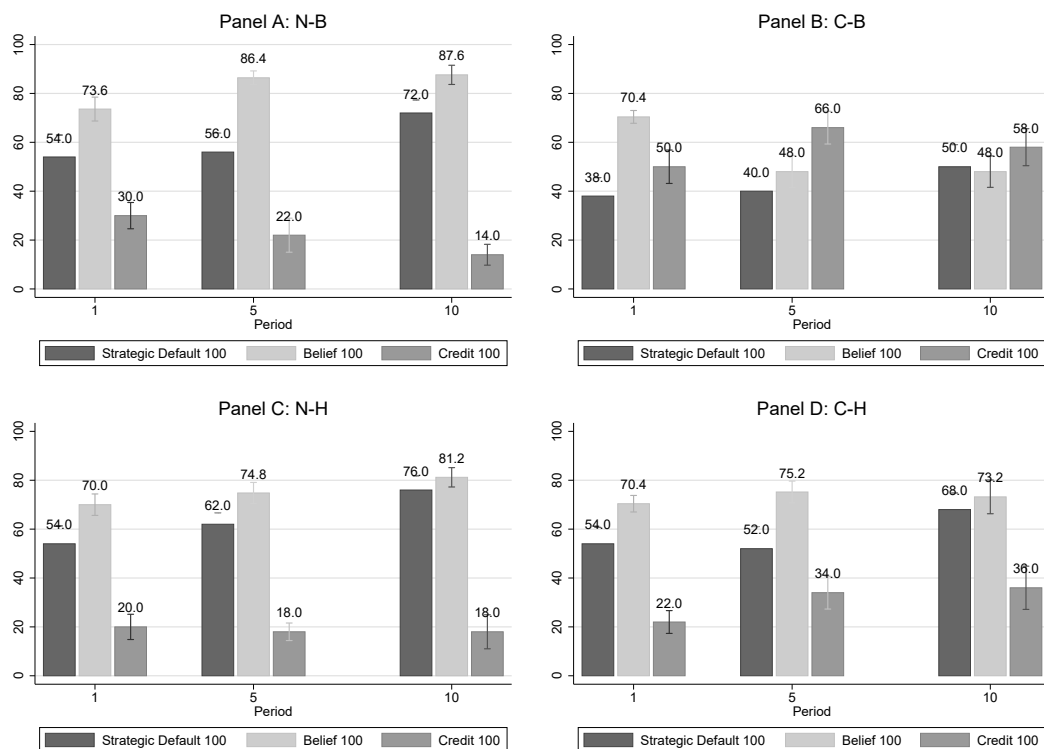 Panel A: N-B
0 20 40 60 80 100
54.0 73.6 30.0
56.0 86.4 22.0
72.0 87.6 14.0
1 5 10
Period
Strategic Default 100 Belief 100 Credit 100
Panel B: C-B
0 20 40 60 80 100
38.0 70.4 50.0
40.0 48.0 66.0
50.0 48.0 58.0
1 5 10
Period
Strategic Default 100 Belief 100 Credit 100
Panel C: N-H
0 20 40 60 80 100
54.0 70.0 20.0
62.0 74.8 18.0
76.0 81.2 18.0
1 5 10
Period
Strategic Default 100 Belief 100 Credit 100
Panel D: C-H
0 20 40 60 80 100
54.0 70.4 22.0
52.0 75.2 34.0
68.0 73.2 36.0
1 5 10
Period
Strategic Default 100 Belief 100 Credit 100